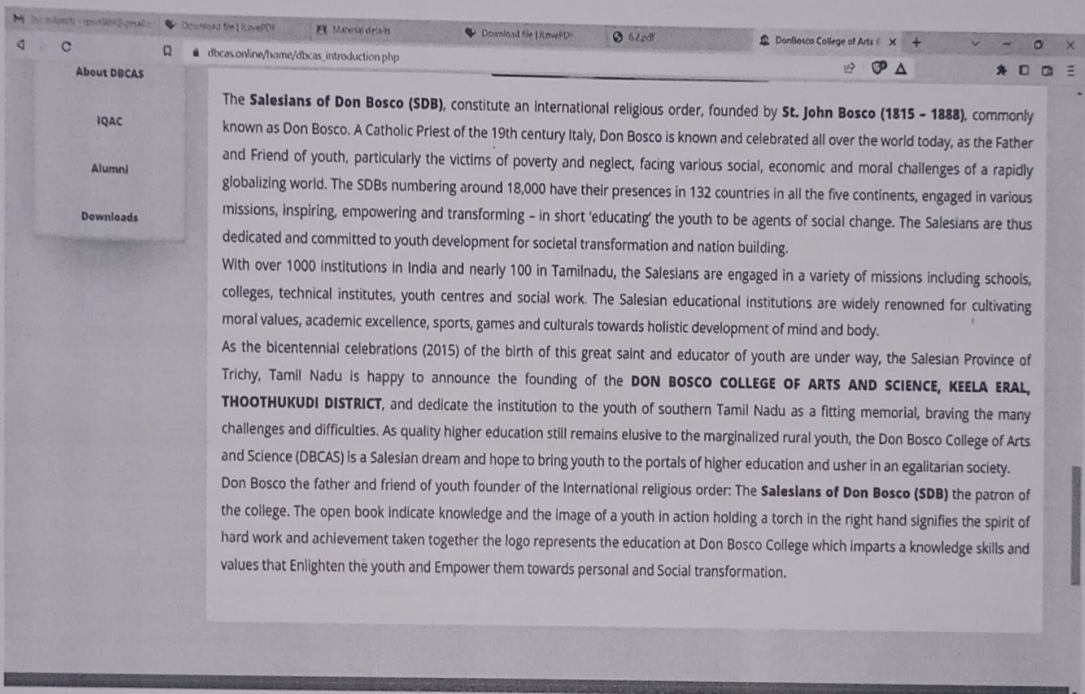 Download file | iLovePDF
Material details
Download file | iLovePDF
6.2.pdf
DonBosco College of Arts
dbcas.online/home/dbcas_introduction.php
About DBCAS
IQAC
Alumni
Downloads
The Salesians of Don Bosco (SDB), constitute an international religious order, founded by St. John Bosco (1815 – 1888), commonly
known as Don Bosco. A Catholic Priest of the 19th century Italy, Don Bosco is known and celebrated all over the world today, as the Father
and Friend of youth, particularly the victims of poverty and neglect, facing various social, economic and moral challenges of a rapidly
globalizing world. The SDBs numbering around 18,000 have their presences in 132 countries in all the five continents, engaged in various
missions, inspiring, empowering and transforming – in short ‘educating’ the youth to be agents of social change. The Salesians are thus
dedicated and committed to youth development for societal transformation and nation building.
With over 1000 institutions in India and nearly 100 in Tamilnadu, the Salesians are engaged in a variety of missions including schools,
colleges, technical institutes, youth centres and social work. The Salesian educational institutions are widely renowned for cultivating
moral values, academic excellence, sports, games and culturals towards holistic development of mind and body.
As the bicentennial celebrations (2015) of the birth of this great saint and educator of youth are under way, the Salesian Province of
Trichy, Tamil Nadu is happy to announce the founding of the DON BOSCO COLLEGE OF ARTS AND SCIENCE, KEELA ERAL,
THOOTHUKUDI DISTRICT, and dedicate the institution to the youth of southern Tamil Nadu as a fitting memorial, braving the many
challenges and difficulties. As quality higher education still remains elusive to the marginalized rural youth, the Don Bosco College of Arts
and Science (DBCAS) is a Salesian dream and hope to bring youth to the portals of higher education and usher in an egalitarian society.
Don Bosco the father and friend of youth founder of the International religious order: The Salesians of Don Bosco (SDB) the patron of
the college. The open book indicate knowledge and the image of a youth in action holding a torch in the right hand signifies the spirit of
hard work and achievement taken together the logo represents the education at Don Bosco College which imparts a knowledge skills and
values that Enlighten the youth and Empower them towards personal and Social transformation.